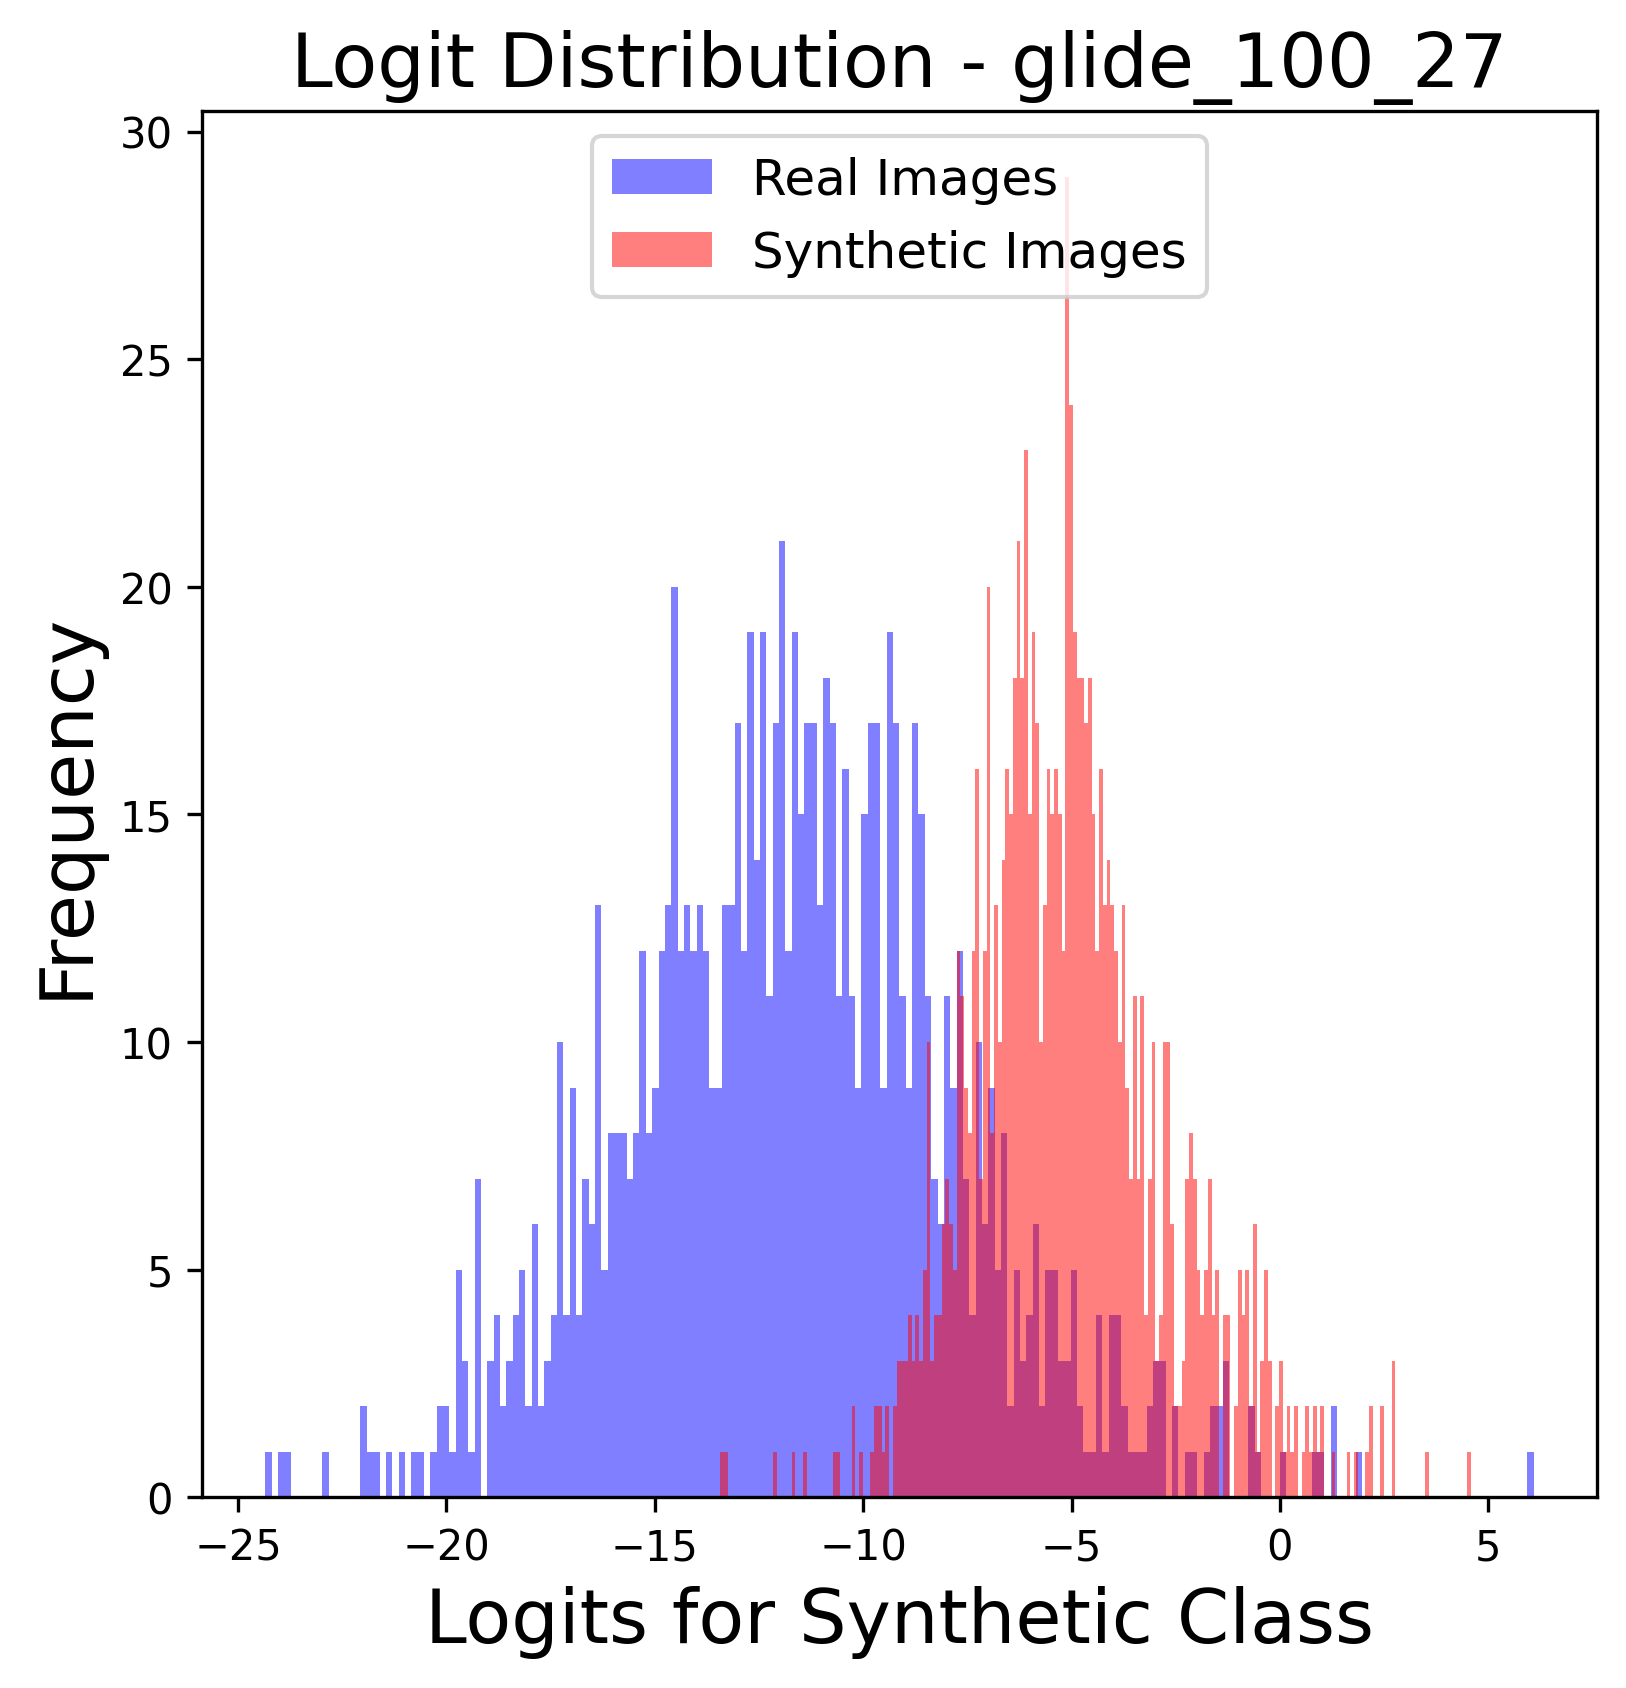 Logit Distribution - glide_100_27
30
25
20
15
10
5
0
Frequency
Real Images
Synthetic Images
−25
−20
−15
−10
−5
0
5
Logits for Synthetic Class